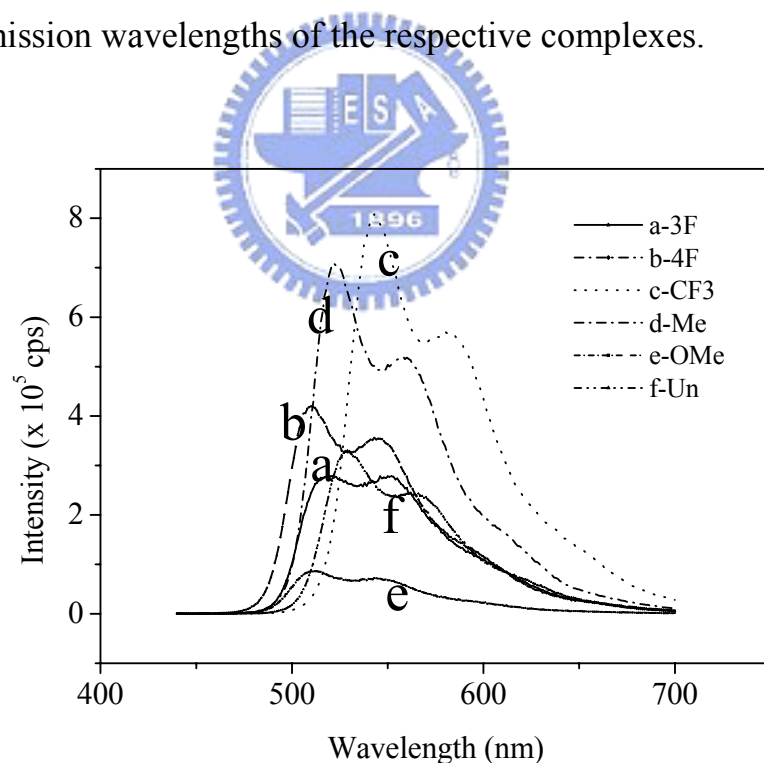 mission wavelengths of the respective complexes.
E S A
1896
8
6
4
2
0
Intensity (x 10⁵ cps)
a-3F
b-4F
c-CF3
d-Me
e-OMe
f-Un
c
d
b
a
f
e
400
500
600
700
Wavelength (nm)